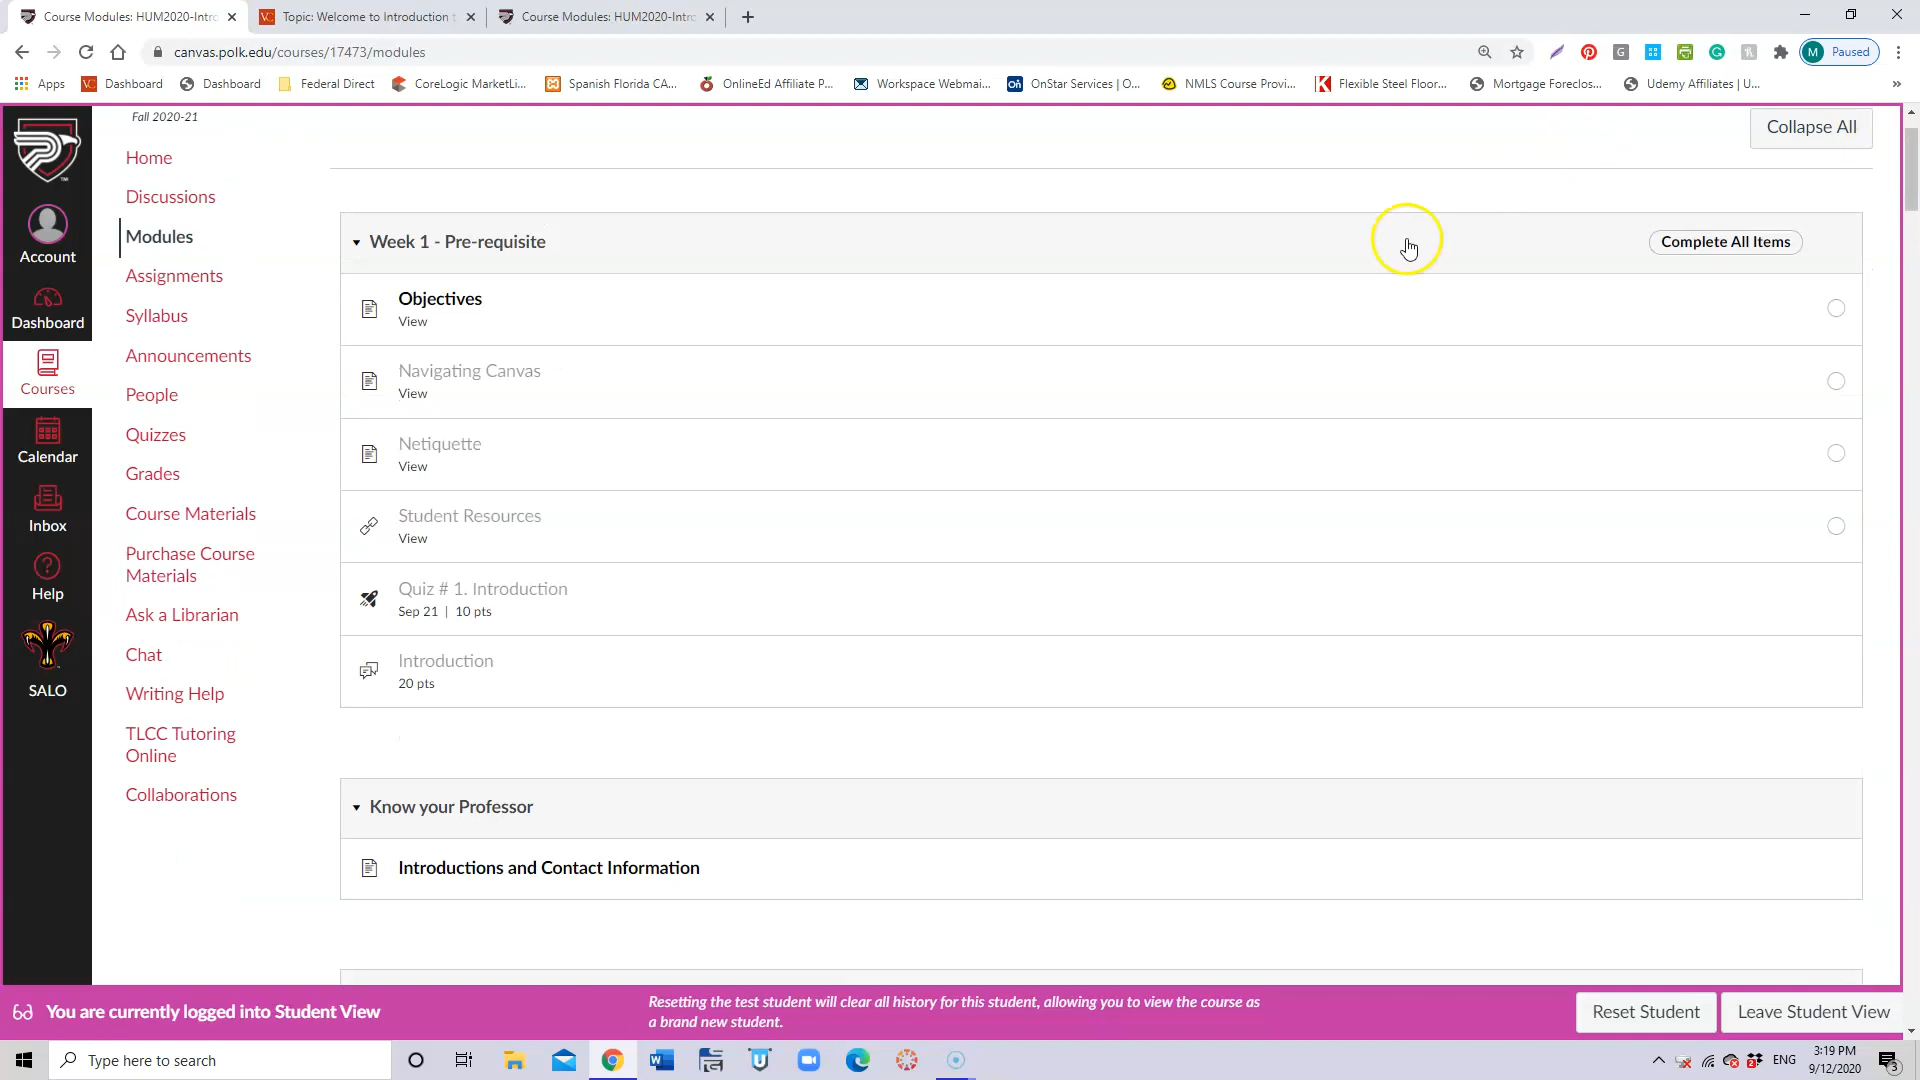 Course Modules: HUM2020-Intro
Topic: Welcome to Introduction t
Course Modules: HUM2020-Intro
canvas.polk.edu/courses/17473/modules
M Paused
Apps
VC Dashboard
Dashboard
Federal Direct
CoreLogic MarketLi...
Spanish Florida CA...
OnlineEd Affiliate P...
Workspace Webmai...
On OnStar Services | O...
NMLS Course Provi...
Flexible Steel Floor...
Mortgage Foreclos...
Udemy Affiliates | U...
»
Fall 2020-21
Collapse All
Account
Dashboard
Courses
Calendar
Inbox
Help
SALO
Home
Discussions
Modules
Assignments
Syllabus
Announcements
People
Quizzes
Grades
Course Materials
Purchase Course
Materials
Ask a Librarian
Chat
Writing Help
TLCC Tutoring
Online
Collaborations
Week 1 - Pre-requisite
Complete All Items
Objectives
View
Navigating Canvas
View
Netiquette
View
Student Resources
View
Quiz # 1. Introduction
Sep 21 | 10 pts
Introduction
20 pts
Know your Professor
Introductions and Contact Information
You are currently logged into Student View
Resetting the test student will clear all history for this student, allowing you to view the course as
a brand new student.
Reset Student
Leave Student View
Type here to search
ENG
3:19 PM
9/12/2020
3